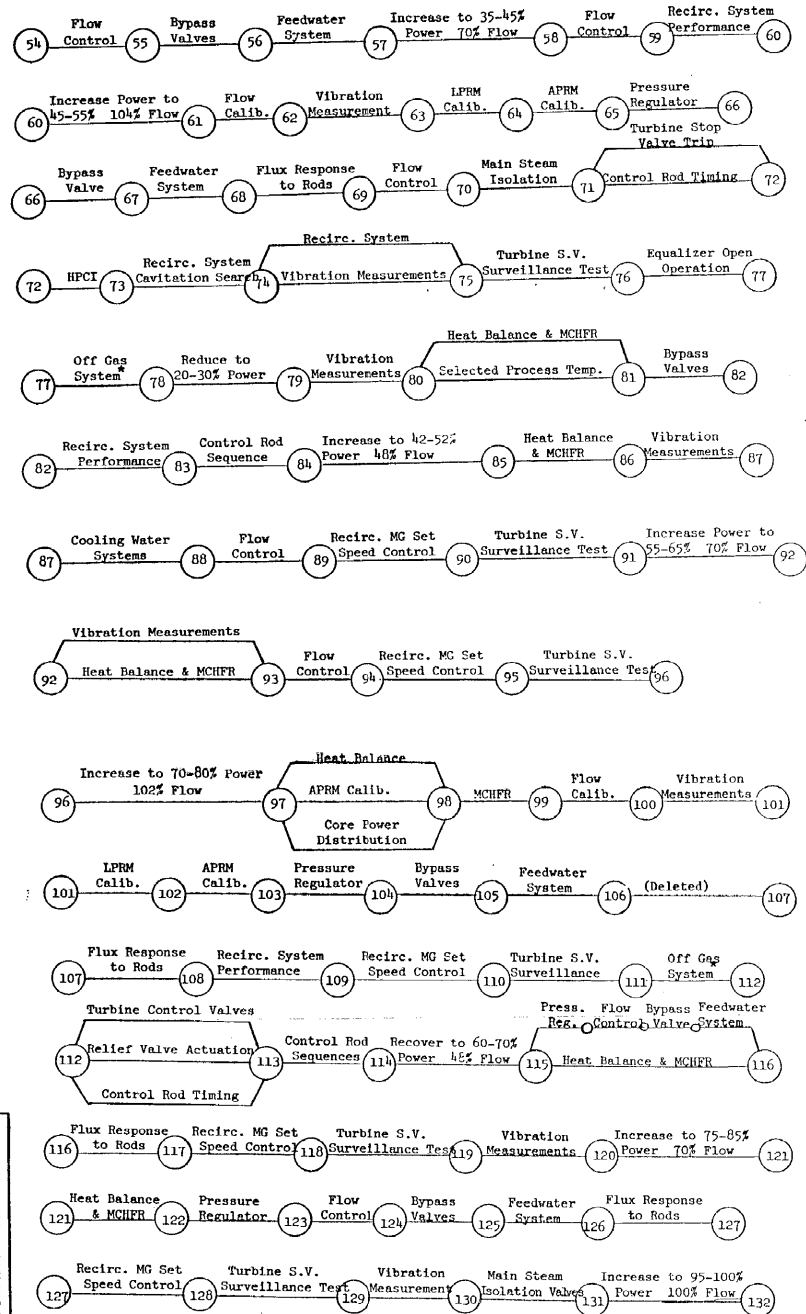 Flow Bypass Feedwater Increase to 35-45% Flow Recirc. System
54 Control 55 Valves 56 System 57 Power 70% Flow 58 Control 59 Performance 60
Increase Power to Flow Vibration LPRM APRM Pressure
60 45-55% 104% Flow 61 Calib. 62 Measurement 63 Calib. 64 Calib. 65 Regulator 66
Turbine Stop
Valve Trip
Bypass Feedwater Flux Response Flow Main Steam
66 Valve 67 System 68 to Rods 69 Control 70 Isolation 71 Control Rod Timing 72
Recirc. System
HPCI Recirc. System Turbine S.V. Equalizer Open
72 73 Cavitation Search 74 Vibration Measurements 75 Surveillance Test 76 Operation 77
Heat Balance & MCHFR
Off Gas Reduce to Vibration Bypass
77 System* 78 20-30% Power 79 Measurements 80 Selected Process Temp. 81 Valves 82
Recirc. System Control Rod Increase to 42-52% Heat Balance Vibration
82 Performance 83 Sequence 84 Power 48% Flow 85 & MCHFR 86 Measurements 87
Cooling Water Flow Recirc. MG Set Turbine S.V. Increase Power to
87 Systems 88 Control 89 Speed Control 90 Surveillance Test 91 55-65% 70% Flow 92
Vibration Measurements
Flow Recirc. MG Set Turbine S.V.
92 Heat Balance & MCHFR 93 Control 94 Speed Control 95 Surveillance Test 96
Heat Balance
Increase to 70-80% Power Flow Vibration
96 102% Flow 97 APRM Calib. 98 MCHFR 99 Calib. 100 Measurements 101
Core Power
Distribution
LPRM APRM Pressure Bypass Feedwater
101 Calib. 102 Calib. 103 Regulator 104 Valves 105 System 106 (Deleted) 107
Flux Response Recirc. System Recirc. MG Set Turbine S.V. Off Gas
107 to Rods 108 Performance 109 Speed Control 110 Surveillance 111 System* 112
Turbine Control Valves Press. Flow Bypass Feedwater
Reg. Control Valve System
Control Rod Recover to 60-70%
112 Relief Valve Actuation 113 Sequences 114 Power 48% Flow 115 Heat Balance & MCHFR 116
Control Rod Timing
Flux Response Recirc. MG Set Turbine S.V. Vibration Increase to 75-85%
116 to Rods 117 Speed Control 118 Surveillance Test 119 Measurements 120 Power 70% Flow 121
Heat Balance Pressure Flow Bypass Feedwater Flux Response
121 & MCHFR 122 Regulator 123 Control 124 Valves 125 System 126 to Rods 127
Recirc. MG Set Turbine S.V. Vibration Main Steam Increase to 95-100%
127 Speed Control 128 Surveillance Test 129 Measurement 130 Isolation Valves 131 Power 100% Flow 132